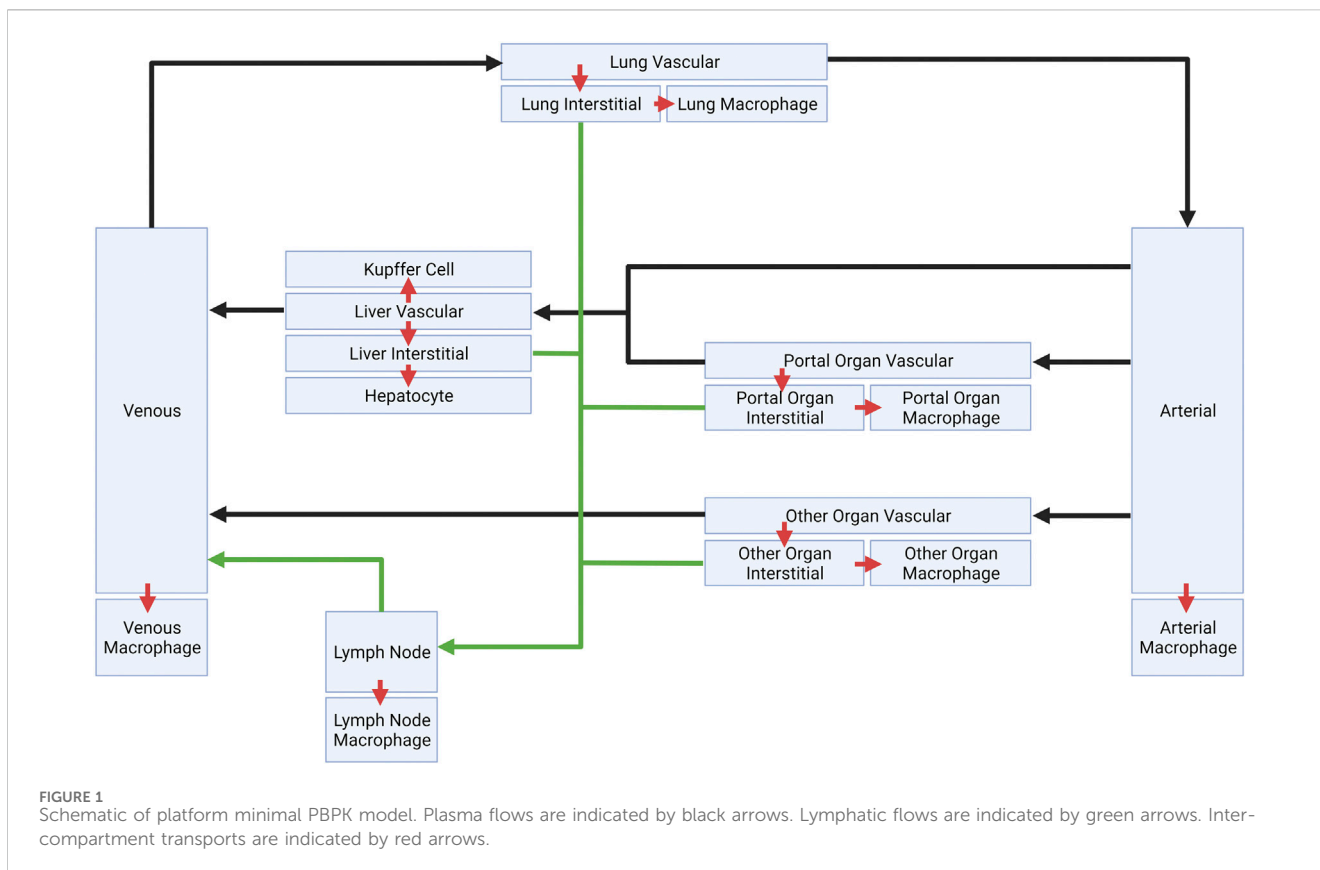 Lung Vascular
Lung Interstitial
Lung Macrophage
Kupffer Cell
Liver Vascular
Liver Interstitial
Hepatocyte
Venous
Portal Organ Vascular
Portal Organ
Interstitial
Portal Organ
Macrophage
Arterial
Other Organ Vascular
Other Organ
Interstitial
Other Organ
Macrophage
Venous
Macrophage
Lymph Node
Lymph Node
Macrophage
Arterial
Macrophage
FIGURE 1
Schematic of platform minimal PBPK model. Plasma flows are indicated by black arrows. Lymphatic flows are indicated by green arrows. Inter-
compartment transports are indicated by red arrows.